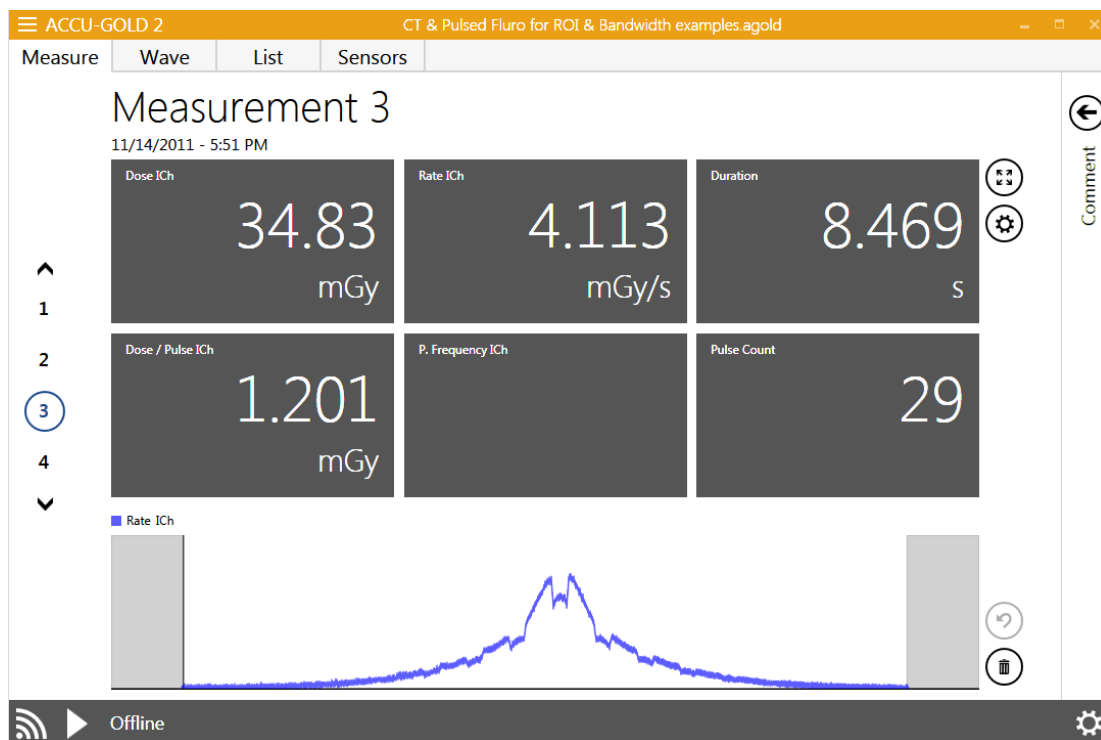 ACCU-GOLD 2
CT & Pulsed Fluro for ROI & Bandwidth examples.agold
Measure Wave List Sensors
Measurement 3
11/14/2011 - 5:51 PM
Dose ICh
34.83
mGy
Rate ICh
4.113
mGy/s
Duration
8.469
s
Dose / Pulse ICh
1.201
mGy
P. Frequency ICh
Pulse Count
29
1
2
3
4
Rate ICh
Comment
Offline